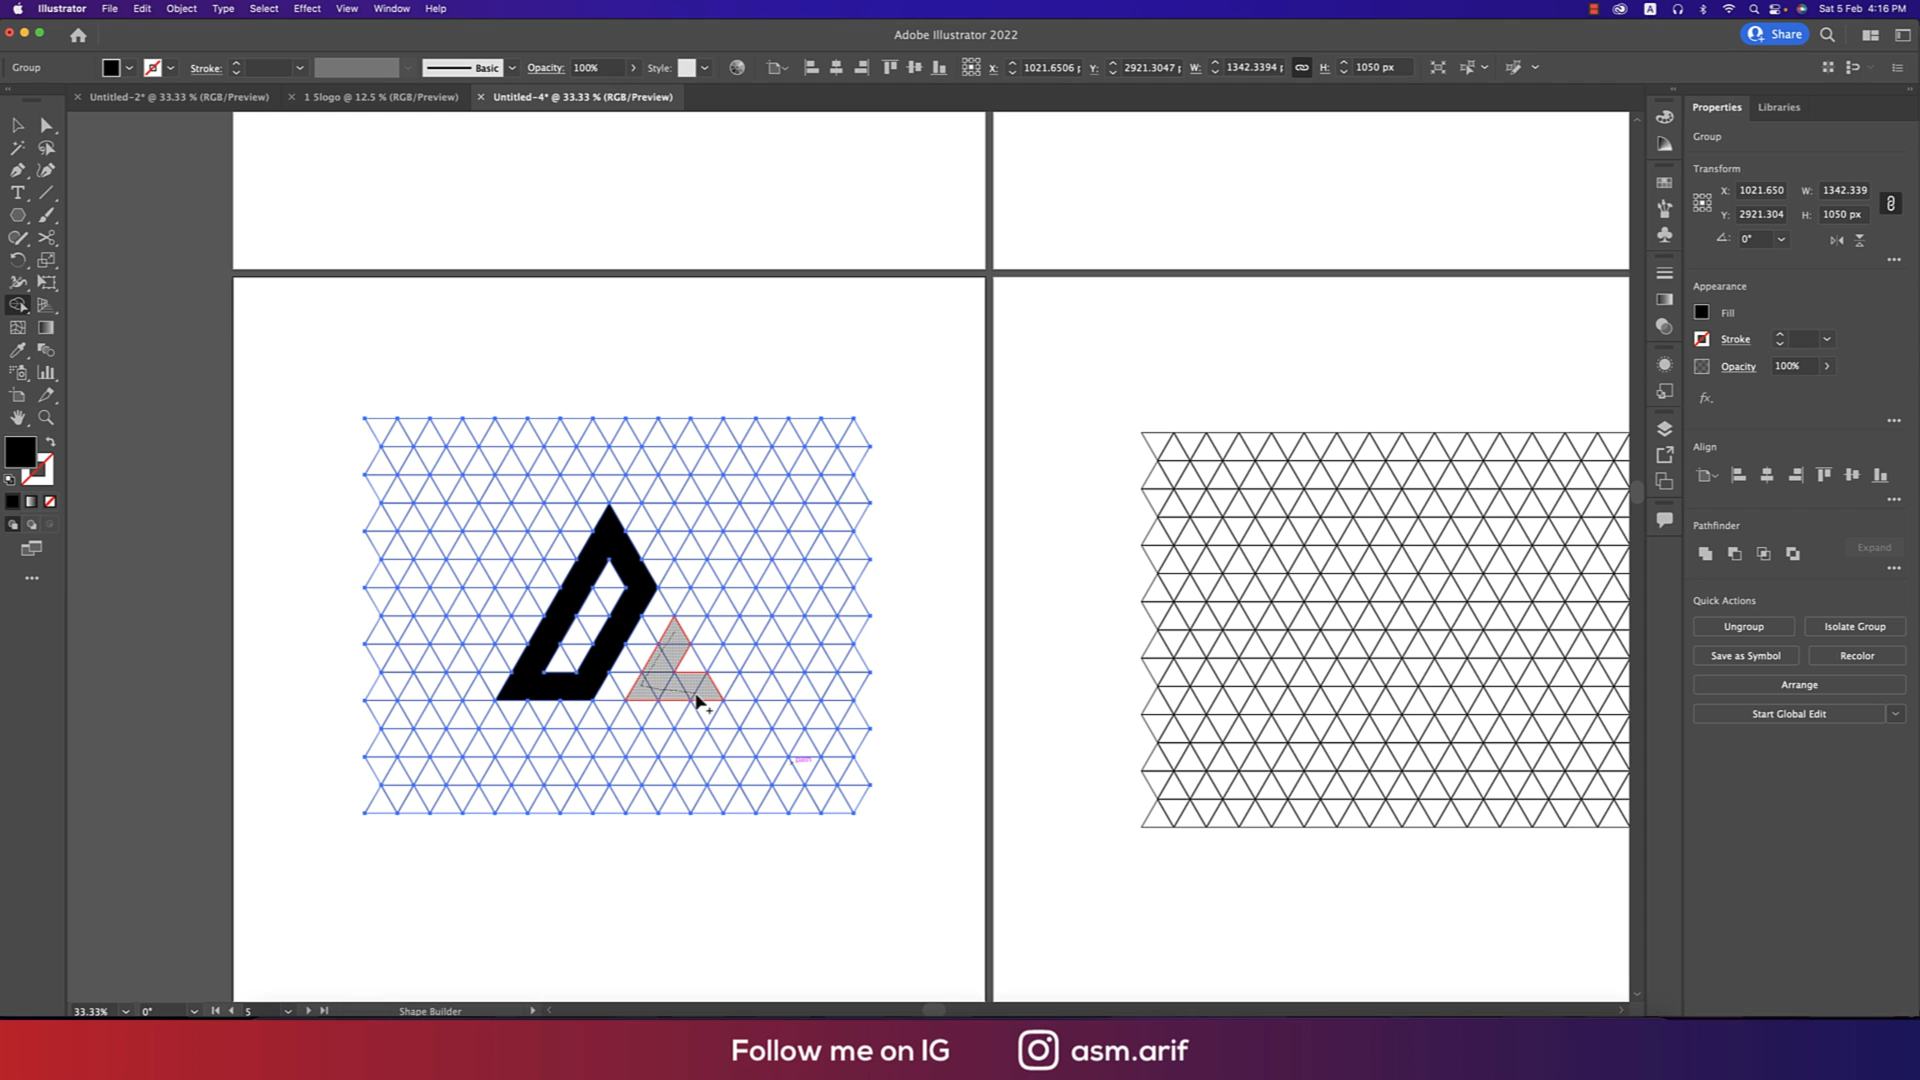 Illustrator File Edit Object Type Select Effect View Window Help
A Sat 5 Feb 4:16 PM
Adobe Illustrator 2022
Share
Group
Stroke:
Basic
Opacity: 100%
Style:
X: 1021.6506 p
Y: 2921.3047 p
W: 1342.3394 p
H: 1050 px
Untitled-2* @ 33.33 % (RGB/Preview)
1 Slogo @ 12.5 % (RGB/Preview)
Untitled-4* @ 33.33 % (RGB/Preview)
Properties Libraries
Group
Transform
X: 1021.650 W: 1342.339
Y: 2921.304 H: 1050 px
0°
Appearance
Fill
Stroke
Opacity 100%
fx.
Align
Pathfinder
Expand
Quick Actions
Ungroup Isolate Group
Save as Symbol Recolor
Arrange
Start Global Edit
path
33.33% 0° 5 Shape Builder
Follow me on IG asm.arif